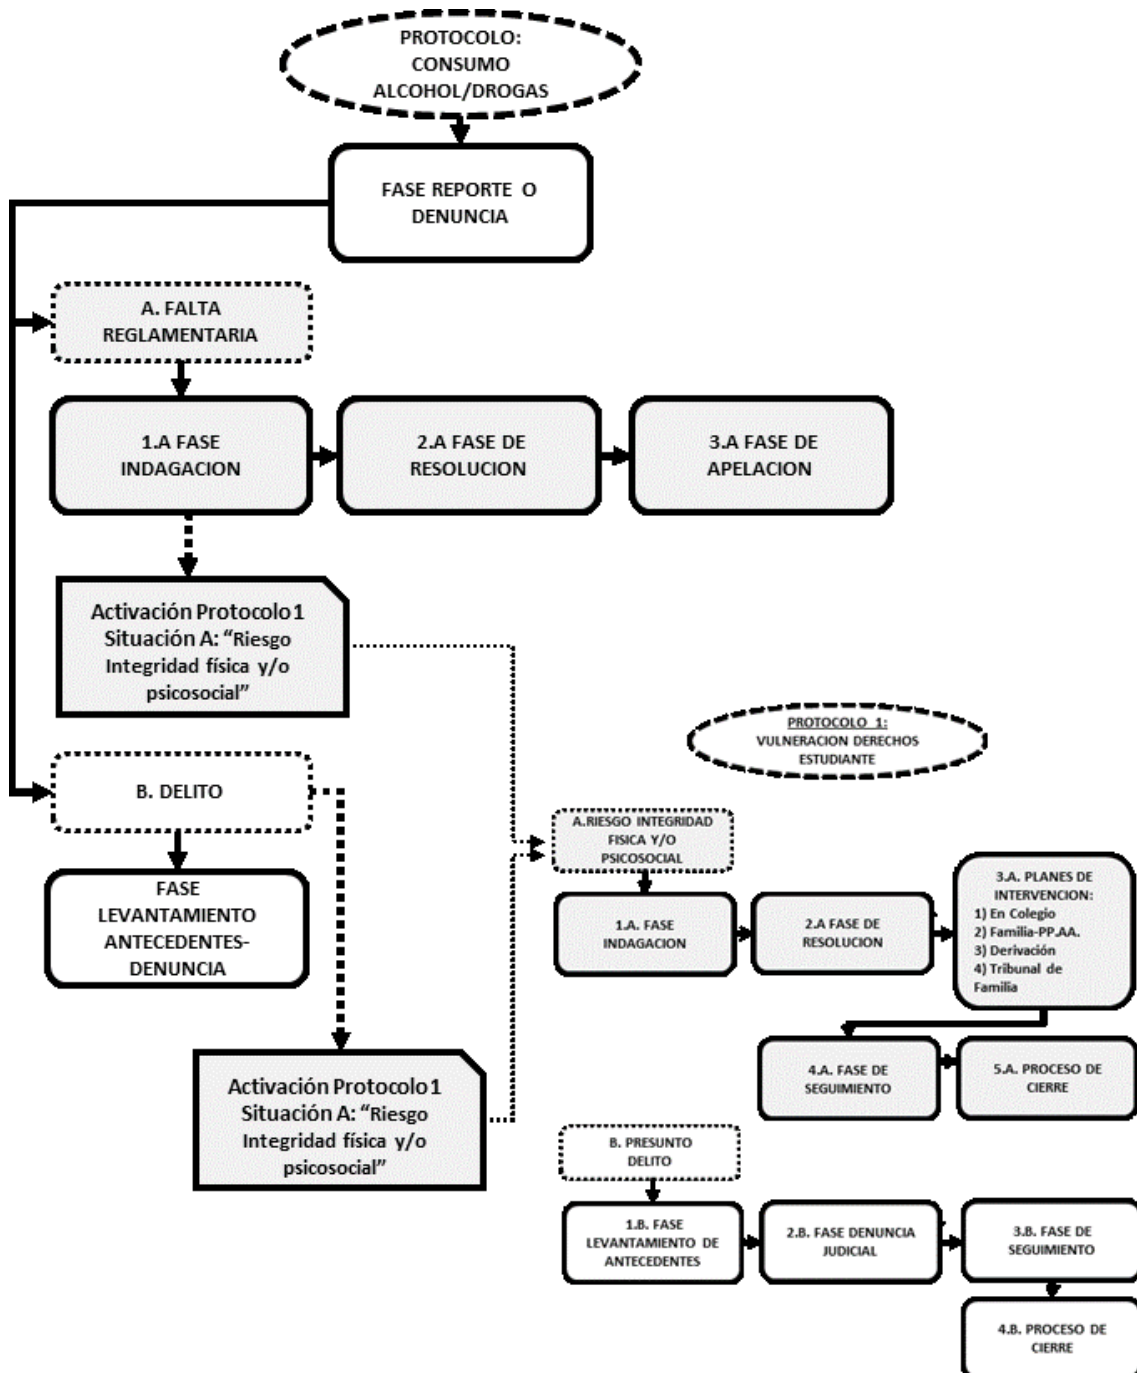 PROTOCOLO:
CONSUMO
ALCOHOL/DROGAS
FASE REPORTE O
DENUNCIA
A. FALTA
REGLAMENTARIA
1.A FASE
INDAGACION
2.A FASE DE
RESOLUCION
3.A FASE DE
APELACION
Activación Protocolo 1
Situación A: “Riesgo
Integridad física y/o
psicosocial”
B. DELITO
FASE
LEVANTAMIENTO
ANTECEDENTES-
DENUNCIA
Activación Protocolo 1
Situación A: “Riesgo
Integridad física y/o
psicosocial”
PROTOCOLO 1:
VULNERACION DERECHOS
ESTUDIANTE
A.RIESGO INTEGRIDAD
FISICA Y/O
PSICOSOCIAL
1.A. FASE
INDAGACION
2.A FASE DE
RESOLUCION
3.A. PLANES DE
INTERVENCION:
1) En Colegio
2) Familia-PP.AA.
3) Derivación
4) Tribunal de
Familia
4.A. FASE DE
SEGUIMIENTO
5.A. PROCESO DE
CIERRE
B. PRESUNTO
DELITO
1.B. FASE
LEVANTAMIENTO DE
ANTECEDENTES
2.B. FASE DENUNCIA
JUDICIAL
3.B. FASE DE
SEGUIMIENTO
4.B. PROCESO DE
CIERRE